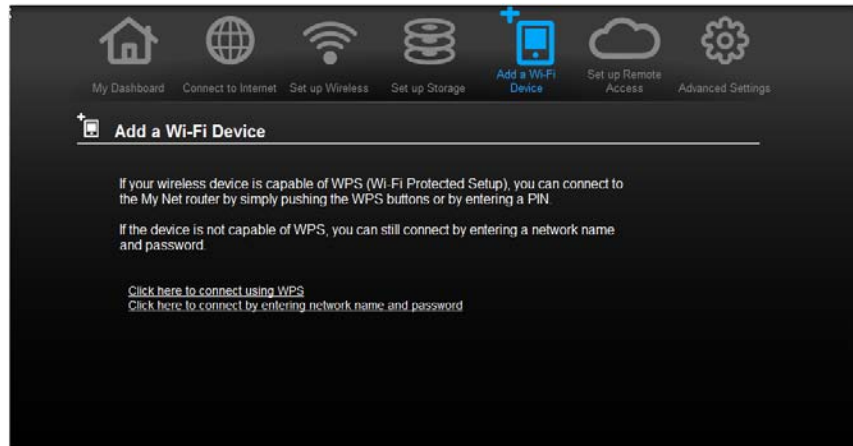 My Dashboard
Connect to Internet
Set up Wireless
Set up Storage
Add a Wi-Fi
Device
Set up Remote
Access
Advanced Settings
Add a Wi-Fi Device
If your wireless device is capable of WPS (Wi-Fi Protected Setup), you can connect to
the My Net router by simply pushing the WPS buttons or by entering a PIN.
If the device is not capable of WPS, you can still connect by entering a network name
and password.
Click here to connect using WPS
Click here to connect by entering network name and password